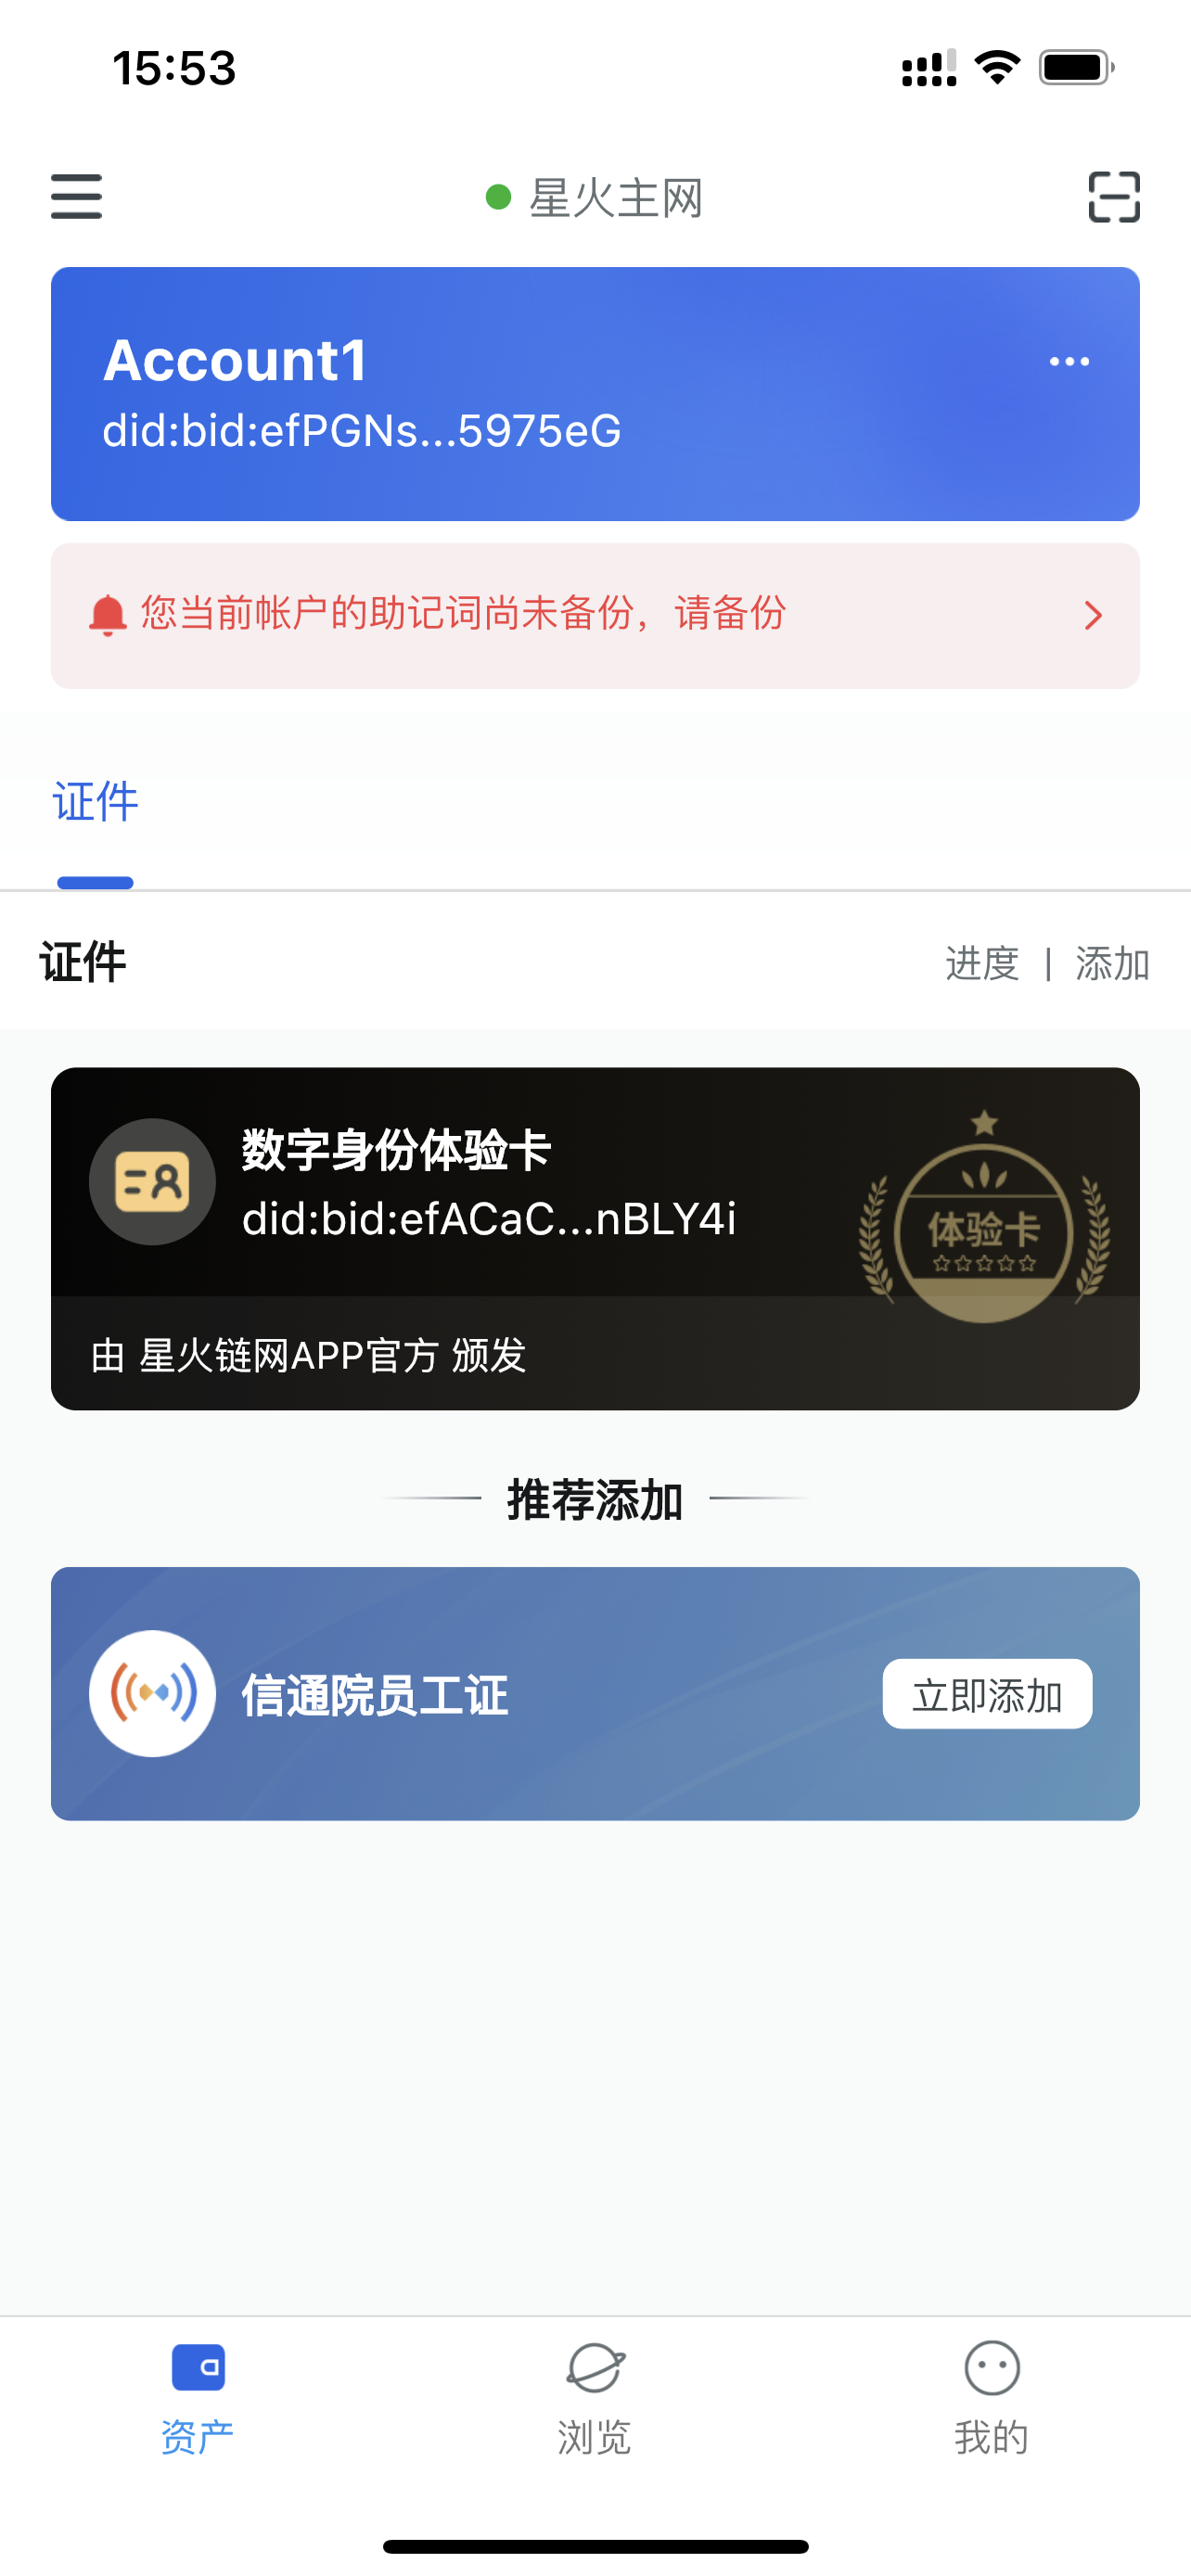 15:53
星火主网
Account1
did:bid:efPGNs...5975eG
您当前帐户的助记词尚未备份，请备份
证件
证件
进度 | 添加
数字身份体验卡
did:bid:efACaC...nBLY4i
体验卡
由 星火链网APP官方 颁发
推荐添加
信通院员工证
立即添加
资产
浏览
我的